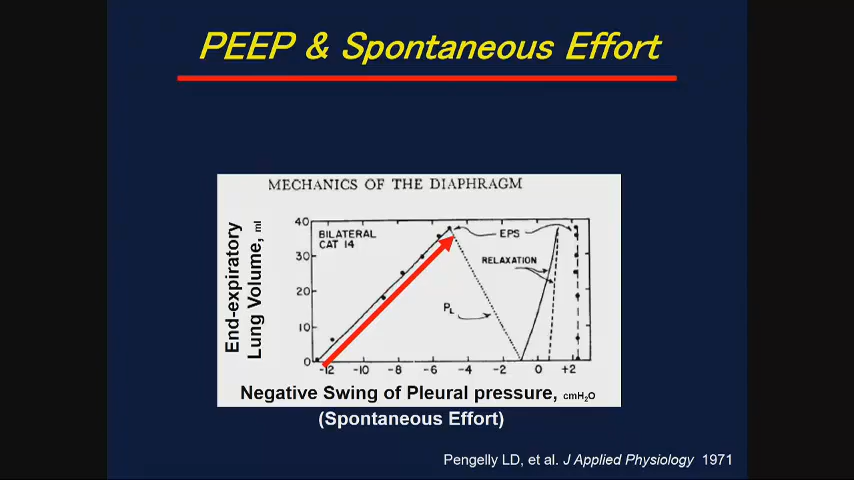 PEEP & Spontaneous Effort
MECHANICS OF THE DIAPHRAGM
End-expiratory
Lung Volume, ml
40
30
20
10
0
BILATERAL
CAT 14
EPS
RELAXATION
PL
-12 -10 -8 -6 -4 -2 0 +2
Negative Swing of Pleural pressure, cmH2O
(Spontaneous Effort)
Pengelly LD, et al. J Applied Physiology 1971